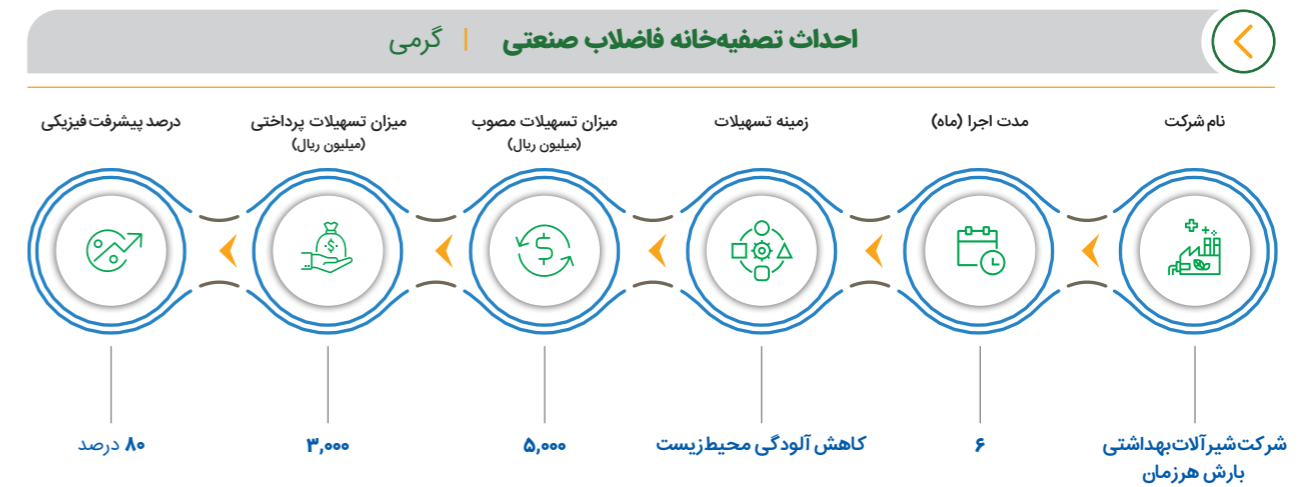 احداث تصفیه‌خانه فاضلاب صنعتی | گرمی
نام شرکت
مدت اجرا (ماه)
زمینه تسهیلات
میزان تسهیلات مصوب
(میلیون ریال)
میزان تسهیلات پرداختی
(میلیون ریال)
درصد پیشرفت فیزیکی
شرکت شیرآلات بهداشتی
بارش هرزمان
۶
کاهش آلودگی محیط‌زیست
۵,۰۰۰
۳,۰۰۰
۸۰ درصد